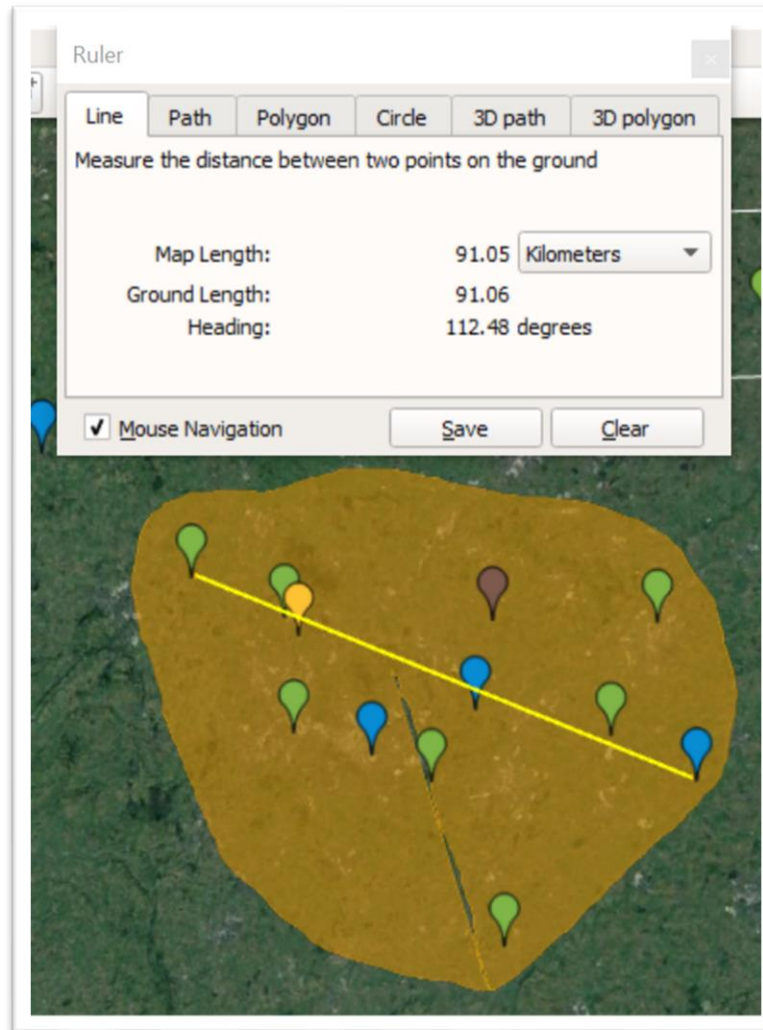 Ruler
Line Path Polygon Circle 3D path 3D polygon
Measure the distance between two points on the ground
Map Length: 91.05 Kilometers
Ground Length: 91.06
Heading: 112.48 degrees
Mouse Navigation Save Clear